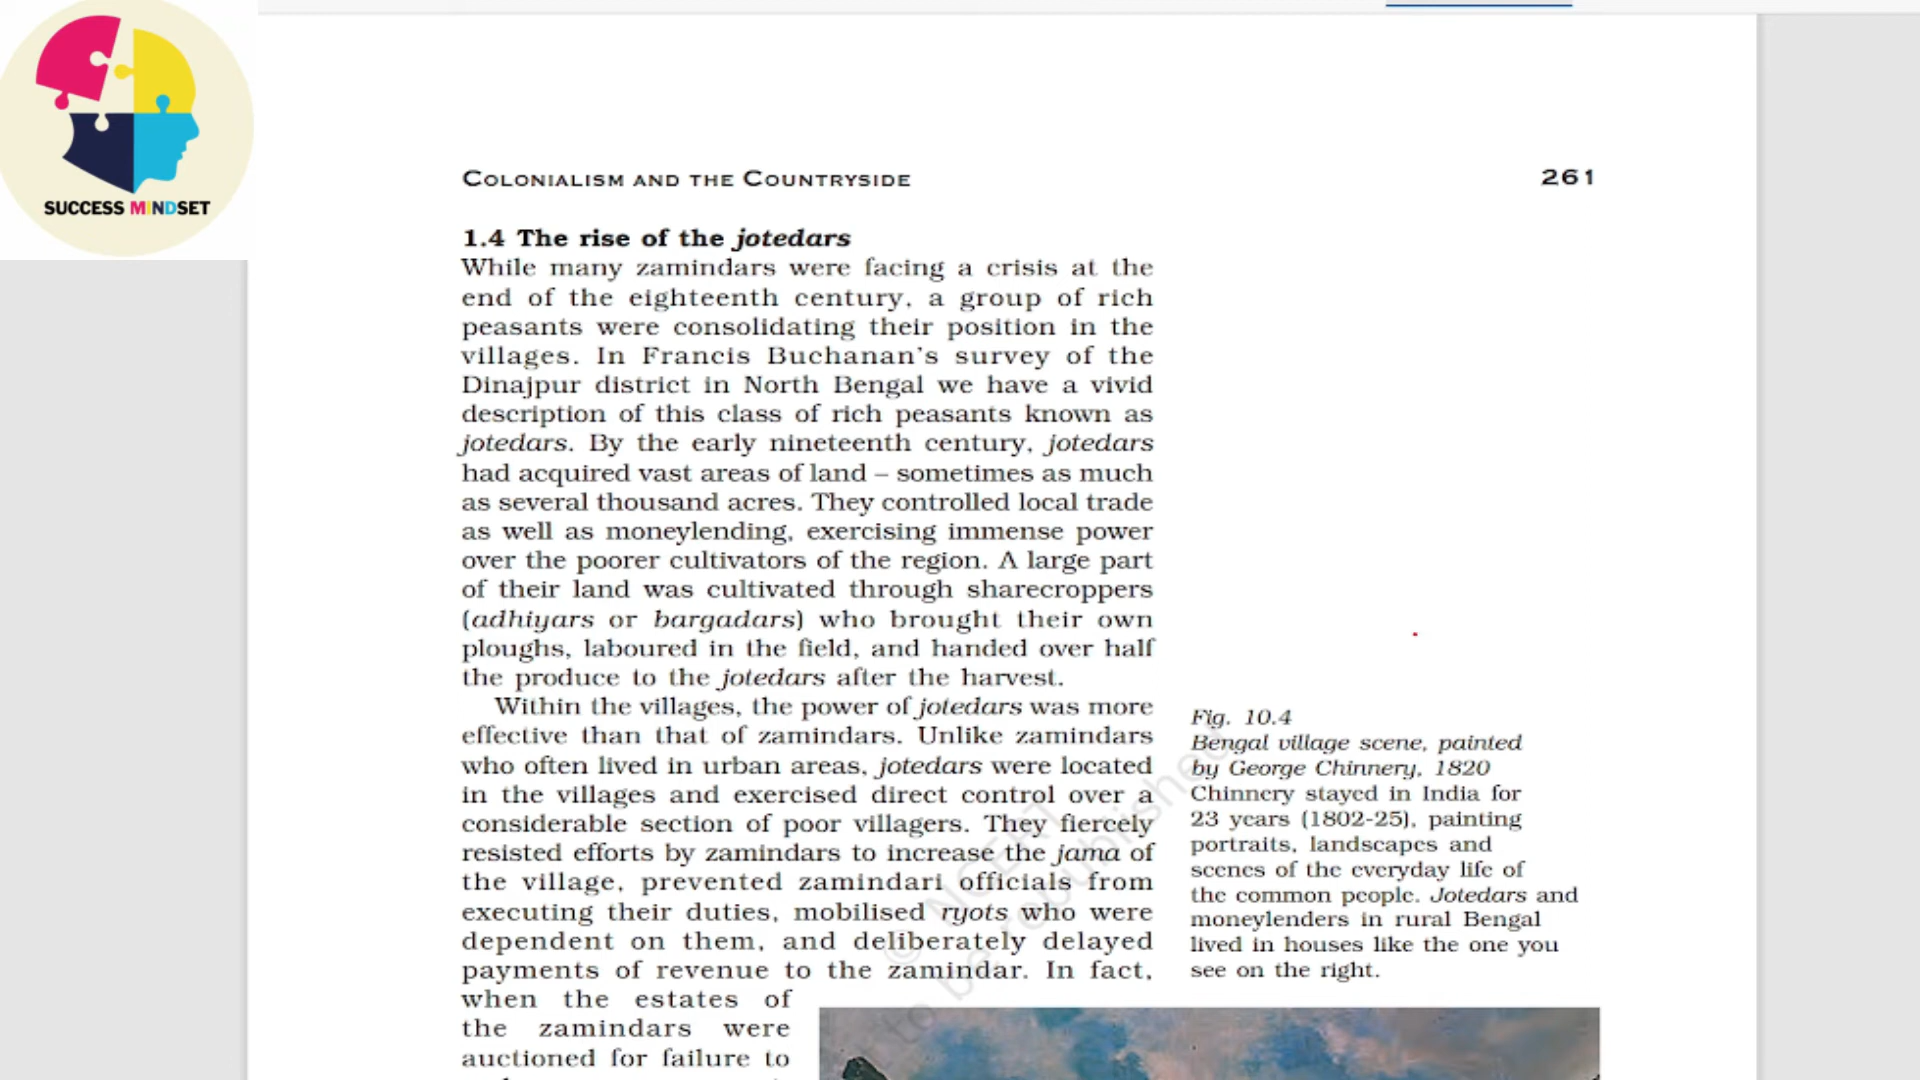 SUCCESS MINDSET
COLONIALISM AND THE COUNTRYSIDE
261
1.4 The rise of the jotedars
While many zamindars were facing a crisis at the
end of the eighteenth century, a group of rich
peasants were consolidating their position in the
villages. In Francis Buchanan's survey of the
Dinajpur district in North Bengal we have a vivid
description of this class of rich peasants known as
jotedars. By the early nineteenth century, jotedars
had acquired vast areas of land – sometimes as much
as several thousand acres. They controlled local trade
as well as moneylending, exercising immense power
over the poorer cultivators of the region. A large part
of their land was cultivated through sharecroppers
(adhiyars or bargadars) who brought their own
ploughs, laboured in the field, and handed over half
the produce to the jotedars after the harvest.
Within the villages, the power of jotedars was more
effective than that of zamindars. Unlike zamindars
who often lived in urban areas, jotedars were located
in the villages and exercised direct control over a
considerable section of poor villagers. They fiercely
resisted efforts by zamindars to increase the jama of
the village, prevented zamindari officials from
executing their duties, mobilised ryots who were
dependent on them, and deliberately delayed
payments of revenue to the zamindar. In fact,
when the estates of
the zamindars were
auctioned for failure to
Fig. 10.4
Bengal village scene, painted
by George Chinnery, 1820
Chinnery stayed in India for
23 years (1802-25), painting
portraits, landscapes and
scenes of the everyday life of
the common people. Jotedars and
moneylenders in rural Bengal
lived in houses like the one you
see on the right.
© NCERT
to be republished